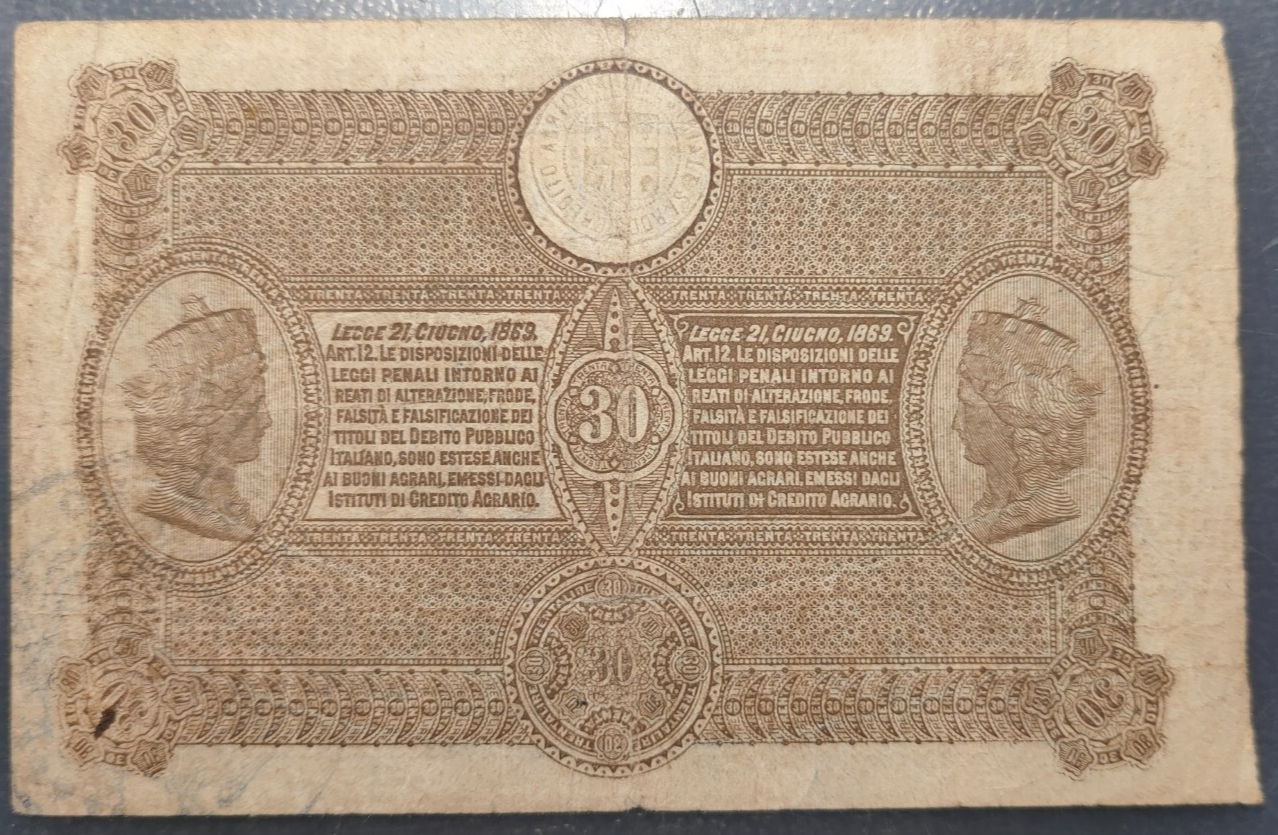 30
30
TRENTA TRENTA TRENTA TRENTA
TRENTA TRENTA TRENTA TRENTA
LEGGE 21, GIUGNO, 1869.
ART. 12. LE DISPOSIZIONI DELLE
LEGGI PENALI INTORNO AI
REATI DI ALTERAZIONE, FRODE,
FALSITÀ E FALSIFICAZIONE DEI
TITOLI DEL DEBITO PUBBLICO
ITALIANO, SONO ESTESE ANCHE
AI BUONI AGRARI, EMESSI DAGLI
ISTITUTI DI CREDITO AGRARIO.
30
LEGGE 21, GIUGNO, 1869.
ART. 12. LE DISPOSIZIONI DELLE
LEGGI PENALI INTORNO AI
REATI DI ALTERAZIONE, FRODE
FALSITÀ E FALSIFICAZIONE DEI
TITOLI DEL DEBITO PUBBLICO
ITALIANO, SONO ESTESE ANCHE
AI BUONI AGRARI, EMESSI DAGLI
ISTITUTI DI CREDITO AGRARIO.
TRENTA TRENTA TRENTA TRENTA
TRENTA TRENTA TRENTA TRENTA
30
30
30